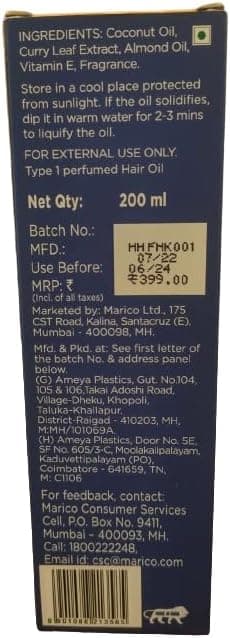 INGREDIENTS: Coconut Oil,
Curry Leaf Extract, Almond Oil,
Vitamin E, Fragrance.
Store in a cool place protected
from sunlight. If the oil solidifies,
dip it in warm water for 2-3 mins
to liquify the oil.
FOR EXTERNAL USE ONLY.
Type 1 perfumed Hair Oil
Net Qty: 200 ml
Batch No.: HH FHK001
MFD.: 07/22
Use Before: 06/24
MRP: ₹ ₹399.00
(Incl. of all taxes)
Marketed by: Marico Ltd., 175
CST Road, Kalina, Santacruz (E),
Mumbai - 400098, MH.
Mfd. & Pkd. at: See first letter of
the batch No. & address panel
below.
(G) Ameya Plastics, Gut. No.104,
105 & 106,Takai Adoshi Road,
Village-Dheku, Khopoli,
Taluka-Khallapur,
District-Raigad - 410203, MH,
M:MH/101069A.
(H) Ameya Plastics, Door No. 5E,
SF No. 605/3-C, Moolakalipalayam,
Kaduvettipalayam (PO),
Coimbatore - 641659, TN,
M: C1106
For feedback, contact:
Marico Consumer Services
Cell, P.O. Box No. 9411,
Mumbai - 400093, MH.
Call: 1800222248,
Email id: csc@marico.com
MAKE IN INDIA